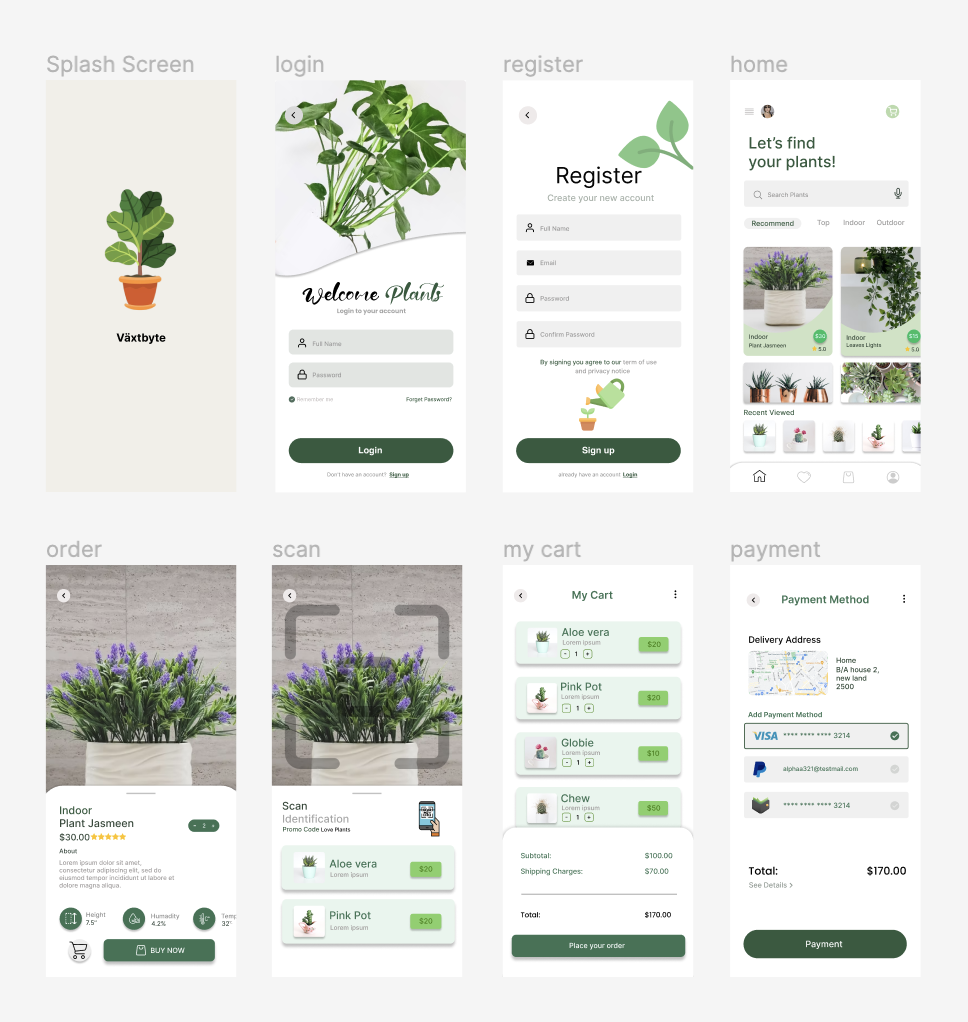 Splash Screen
Växtbyte
login
Welcome Plants
Login to your account
Full Name
Password
Remember me
Forget Password?
Login
Don't have an account? Sign up
register
Register
Create your new account
Full Name
Email
Password
Confirm Password
By signing you agree to our term of use
and privacy notice
Sign up
already have an account Login
home
Let's find
your plants!
Search Plants
Recommend
Top
Indoor
Outdoor
Indoor
Plant Jasmeen
$30
5.0
Indoor
Leaves Lights
$15
5.0
Recent Viewed
order
Indoor
Plant Jasmeen
- 2 +
$30.00
About
Lorem ipsum dolor sit amet,
consectetur adipiscing elit, sed do
eiusmod tempor incididunt ut labore et
dolore magna aliqua.
Height
7.5"
Humadity
4.2%
Temp
32°
BUY NOW
scan
Scan
Identification
Promo Code Love Plants
Aloe vera
Lorem ipsum
$20
Pink Pot
Lorem ipsum
$20
my cart
My Cart
Aloe vera
Lorem ipsum
- 1 +
$20
Pink Pot
Lorem ipsum
- 1 +
$20
Globie
Lorem ipsum
- 1 +
$10
Chew
Lorem ipsum
- 1 +
$50
Subtotal:
$100.00
Shipping Charges:
$70.00
Total:
$170.00
Place your order
payment
Payment Method
Delivery Address
Home
B/A house 2,
new land
2500
Add Payment Method
VISA **** **** **** 3214
alphaa321@testmail.com
**** **** **** 3214
Total:
$170.00
See Details >
Payment